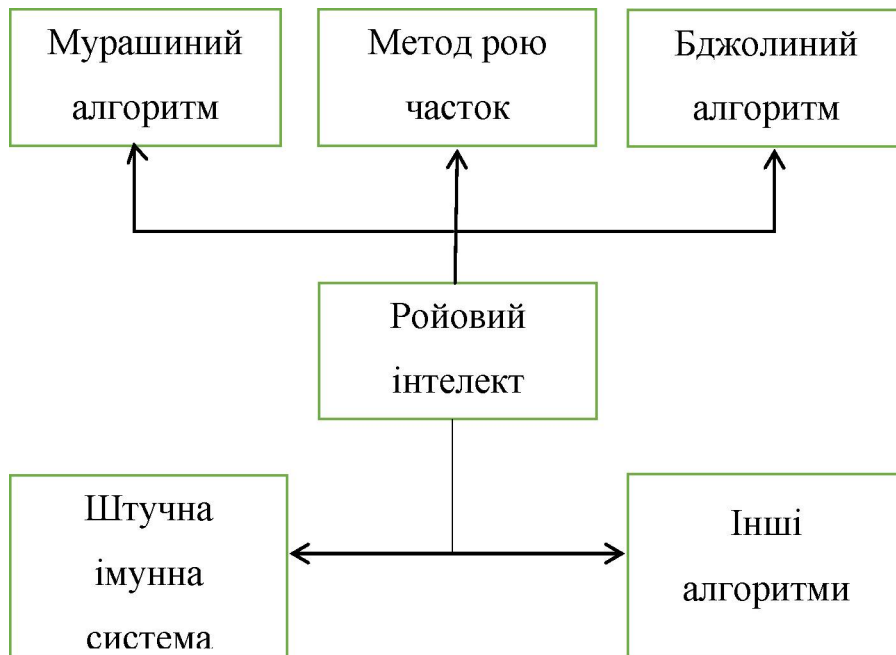 Мурашиний
алгоритм
Метод рою
часток
Бджолиний
алгоритм
Ройовий
інтелект
Штучна
імунна
система
Інші
алгоритми